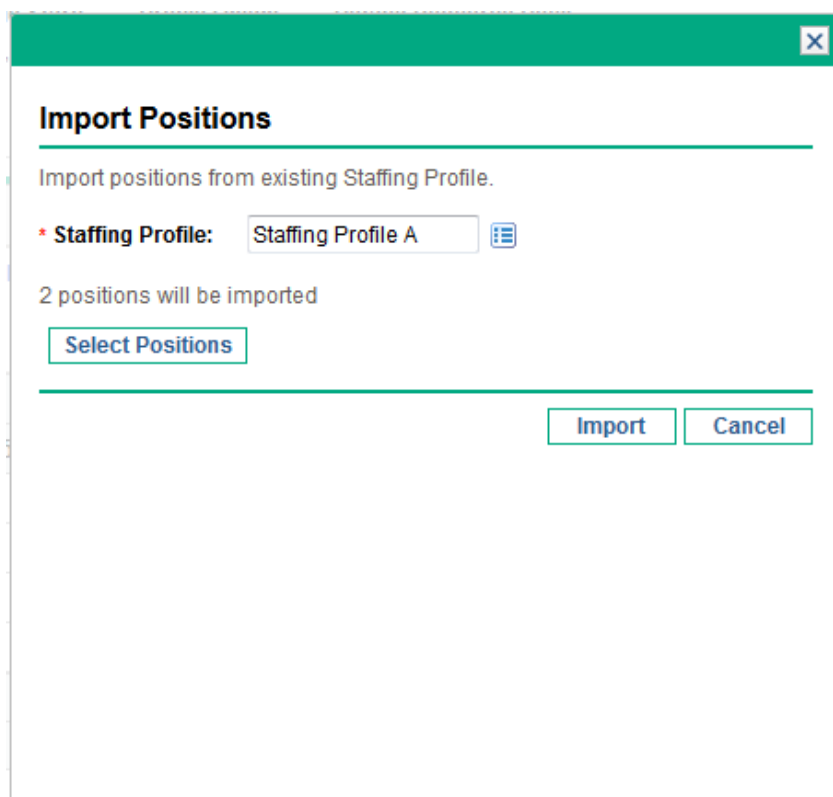 Import Positions
Import positions from existing Staffing Profile.
* Staffing Profile: Staffing Profile A
2 positions will be imported
Select Positions
Import Cancel